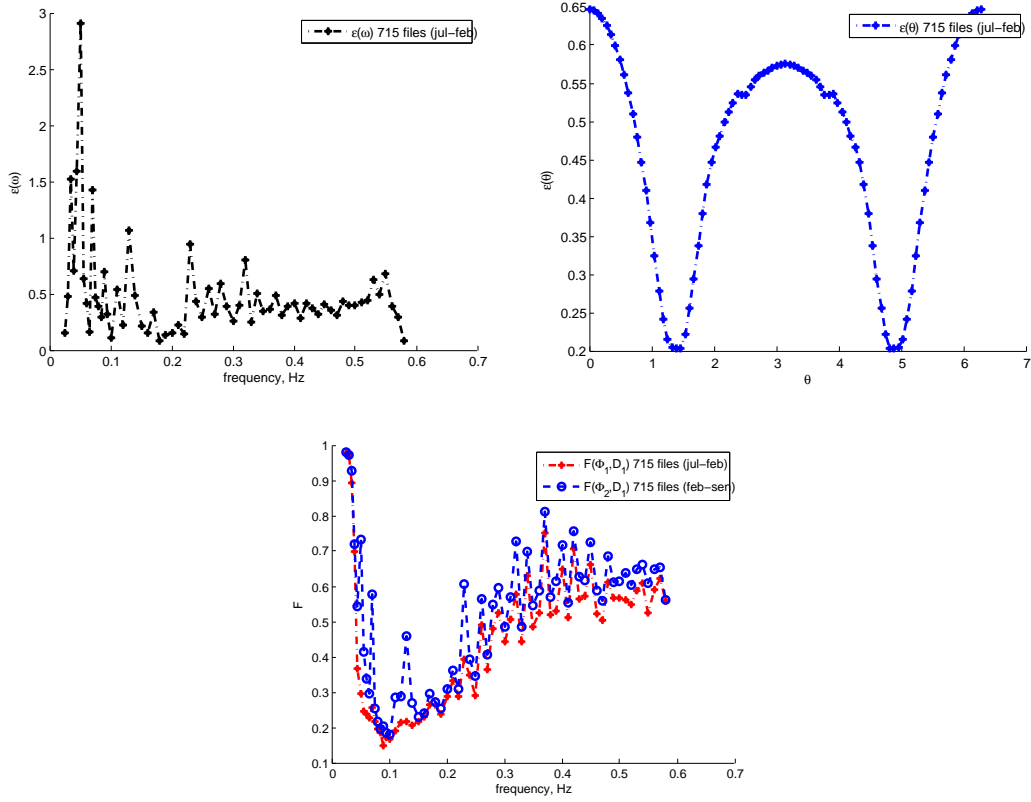 ε(ω) 715 files (jul−feb)
3
2.5
2
1.5
1
0.5
0
ε(ω)
0 0.1 0.2 0.3 0.4 0.5 0.6 0.7
frequency, Hz
ε(θ) 715 files (jul−feb)
0.65
0.6
0.55
0.5
0.45
0.4
0.35
0.3
0.25
0.2
ε(θ)
0 1 2 3 4 5 6 7
θ
F(Φ₁,D₁) 715 files (jul−feb)
F(Φ₂,D₁) 715 files (feb−sen)
1
0.9
0.8
0.7
0.6
0.5
0.4
0.3
0.2
0.1
F
0 0.1 0.2 0.3 0.4 0.5 0.6 0.7
frequency, Hz